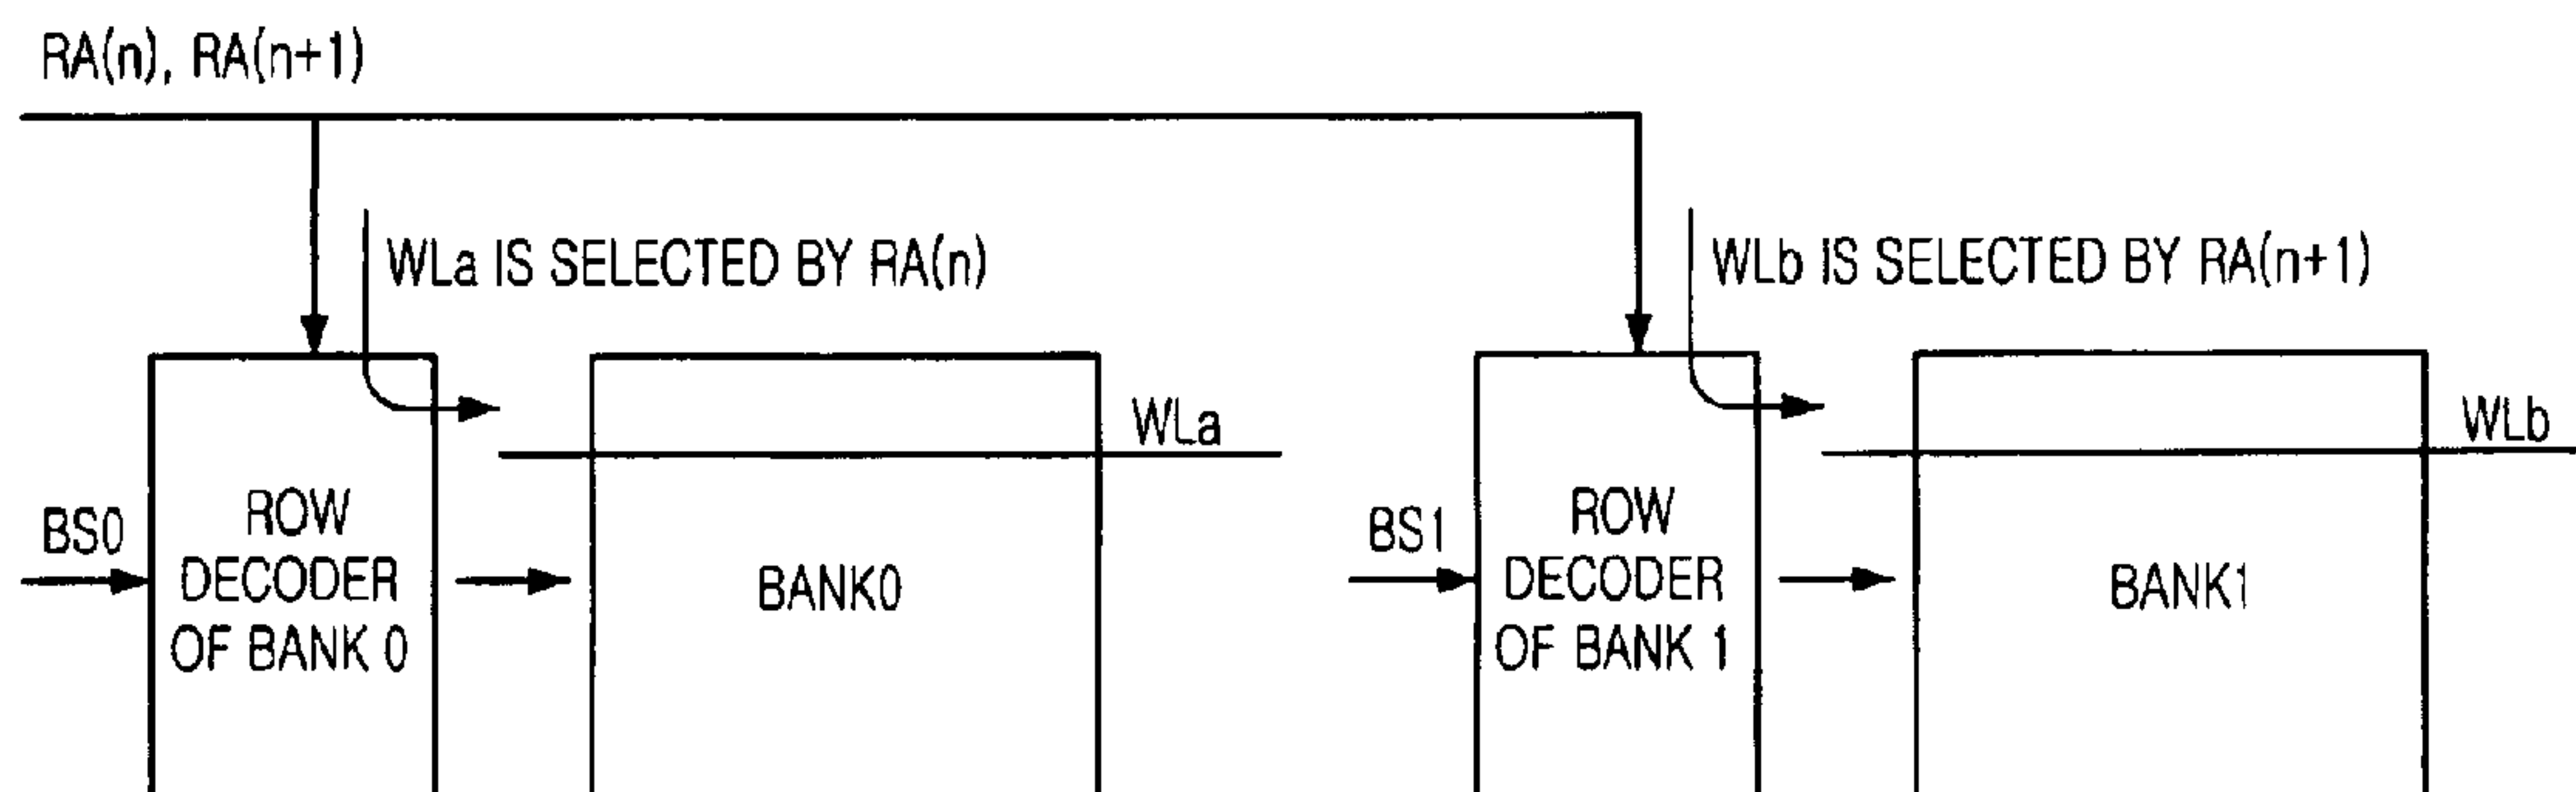 RA(n), RA(n+1)
WLa IS SELECTED BY RA(n)
WLb IS SELECTED BY RA(n+1)
WLa
WLb
BS0
ROW
DECODER
OF BANK 0
BANK0
BS1
ROW
DECODER
OF BANK 1
BANK1